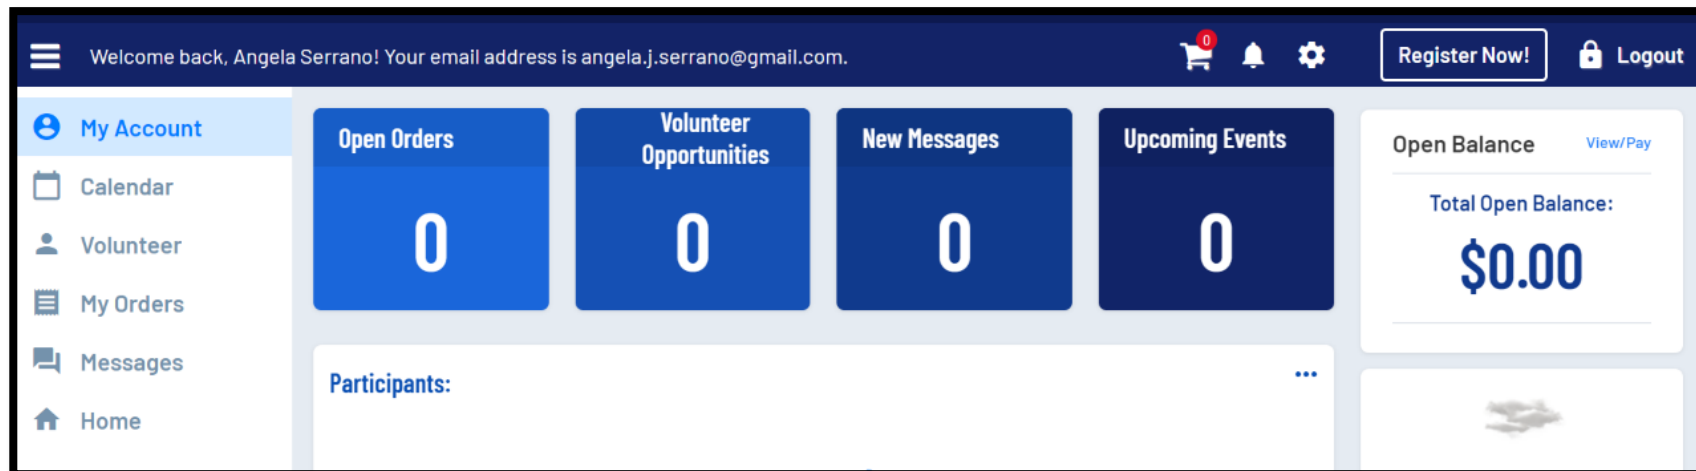 Welcome back, Angela Serrano! Your email address is angela.j.serrano@gmail.com.
0
Register Now!
Logout
My Account
Calendar
Volunteer
My Orders
Messages
Home
Open Orders
0
Volunteer
Opportunities
0
New Messages
0
Upcoming Events
0
Participants:
Open Balance
View/Pay
Total Open Balance:
$0.00